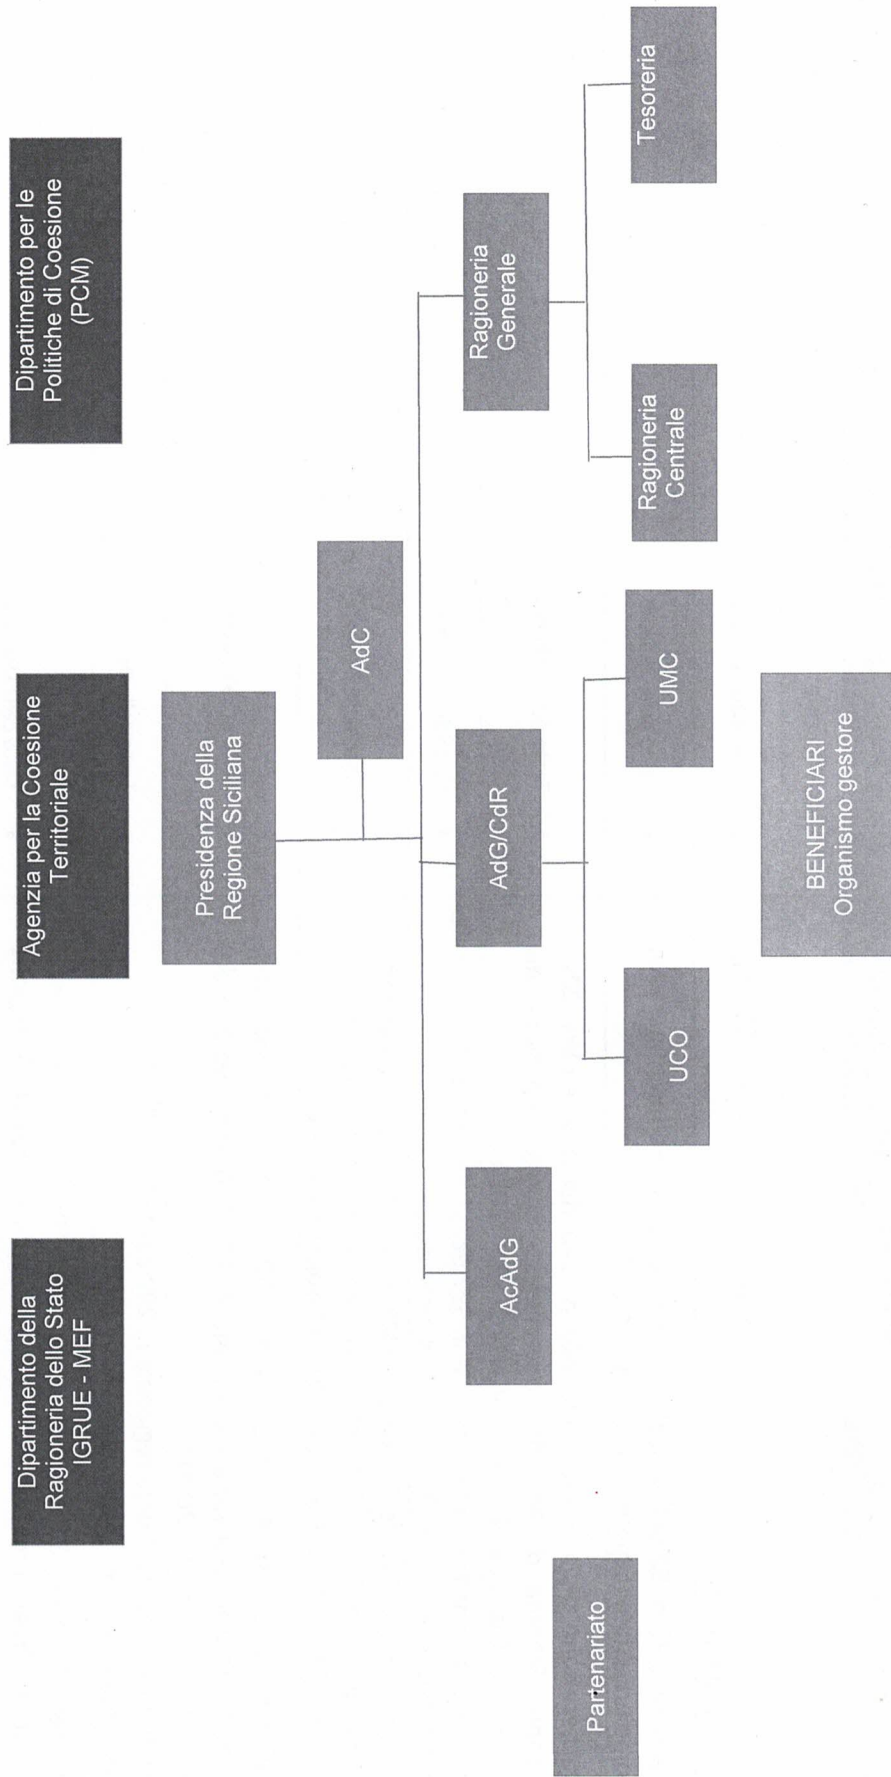 Dipartimento della
Ragioneria dello Stato
IGRUE - MEF
Agenzia per la Coesione
Territoriale
Dipartimento per le
Politiche di Coesione
(PCM)
Presidenza della
Regione Siciliana
AdC
AcAdG
AdG/CdR
Ragioneria
Generale
Partenariato
UCO
UMC
Ragioneria
Centrale
Tesoreria
BENEFICIARI
Organismo gestore